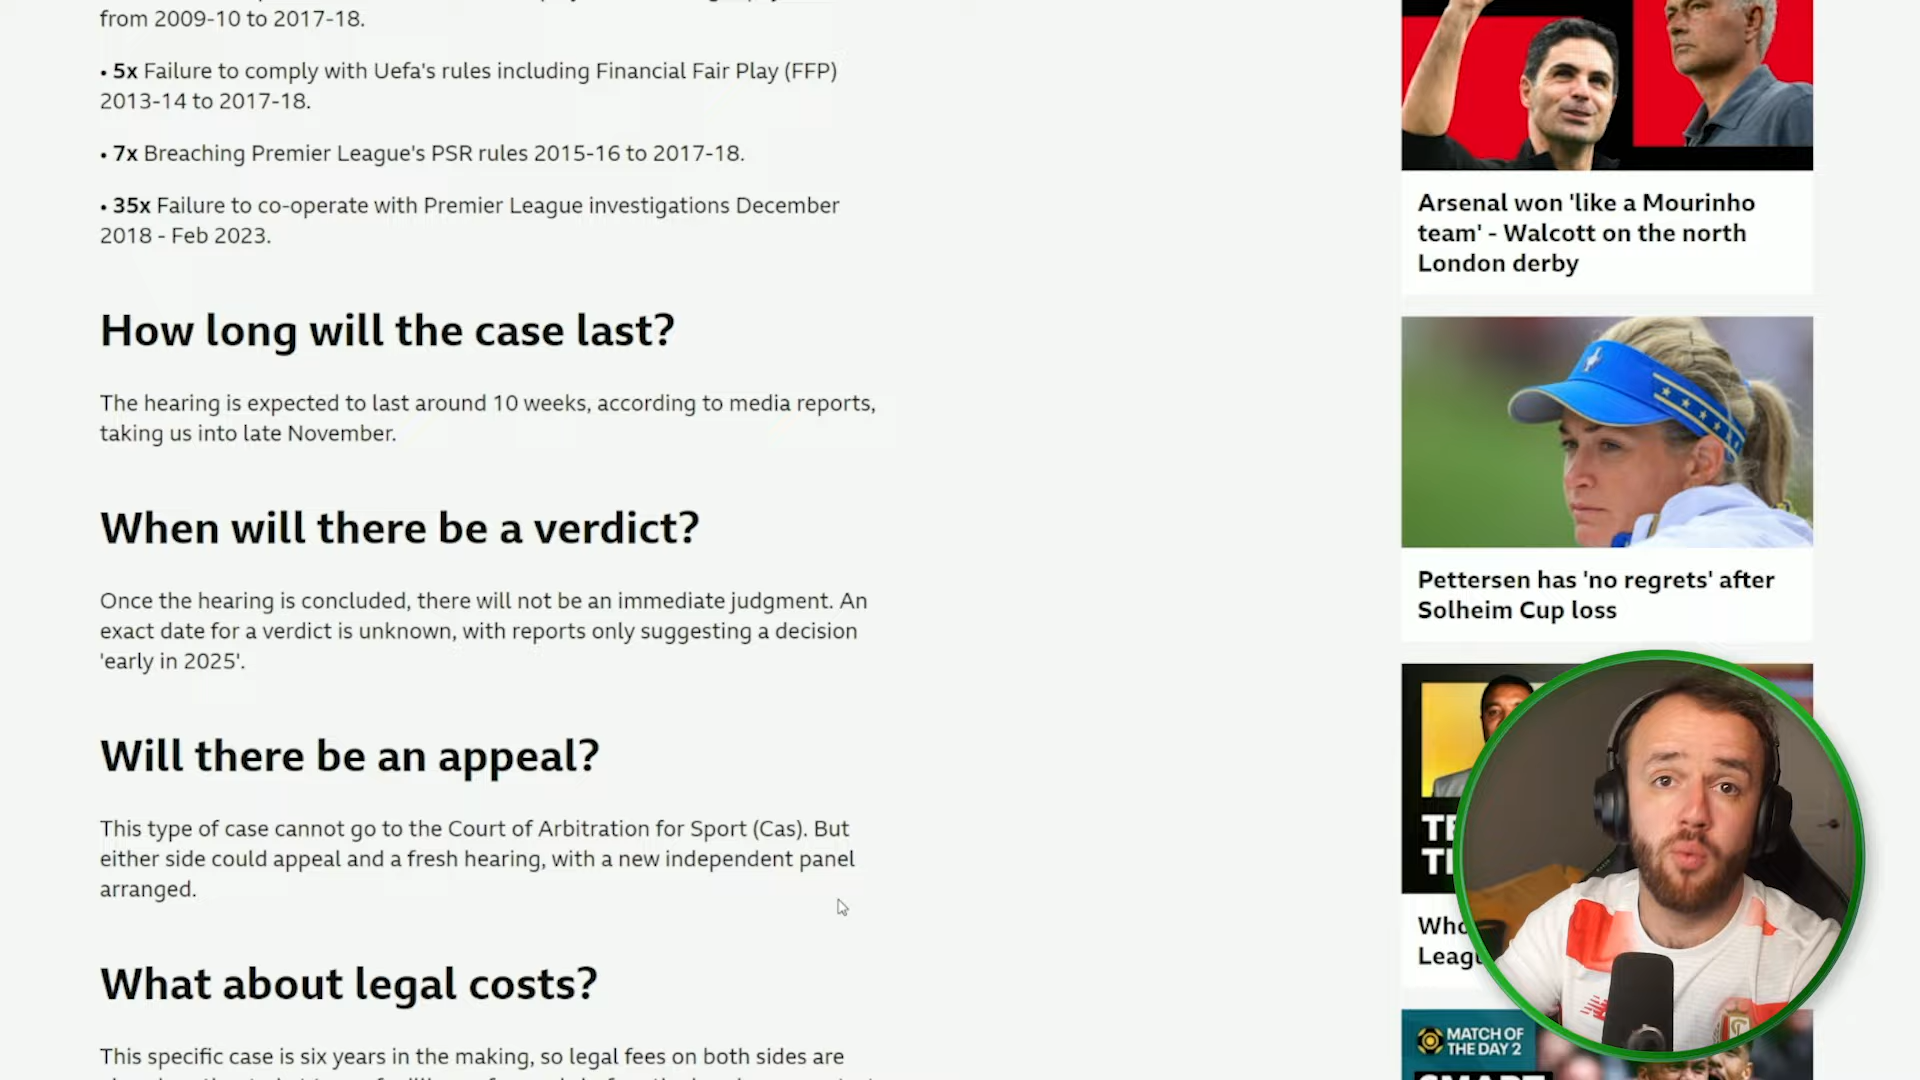 from 2009-10 to 2017-18.
• 5x Failure to comply with Uefa's rules including Financial Fair Play (FFP)
2013-14 to 2017-18.
• 7x Breaching Premier League's PSR rules 2015-16 to 2017-18.
• 35x Failure to co-operate with Premier League investigations December
2018 - Feb 2023.
How long will the case last?
The hearing is expected to last around 10 weeks, according to media reports,
taking us into late November.
When will there be a verdict?
Once the hearing is concluded, there will not be an immediate judgment. An
exact date for a verdict is unknown, with reports only suggesting a decision
'early in 2025'.
Will there be an appeal?
This type of case cannot go to the Court of Arbitration for Sport (Cas). But
either side could appeal and a fresh hearing, with a new independent panel
arranged.
What about legal costs?
This specific case is six years in the making, so legal fees on both sides are
Arsenal won 'like a Mourinho
team' - Walcott on the north
London derby
Pettersen has 'no regrets' after
Solheim Cup loss
MATCH OF
THE DAY 2